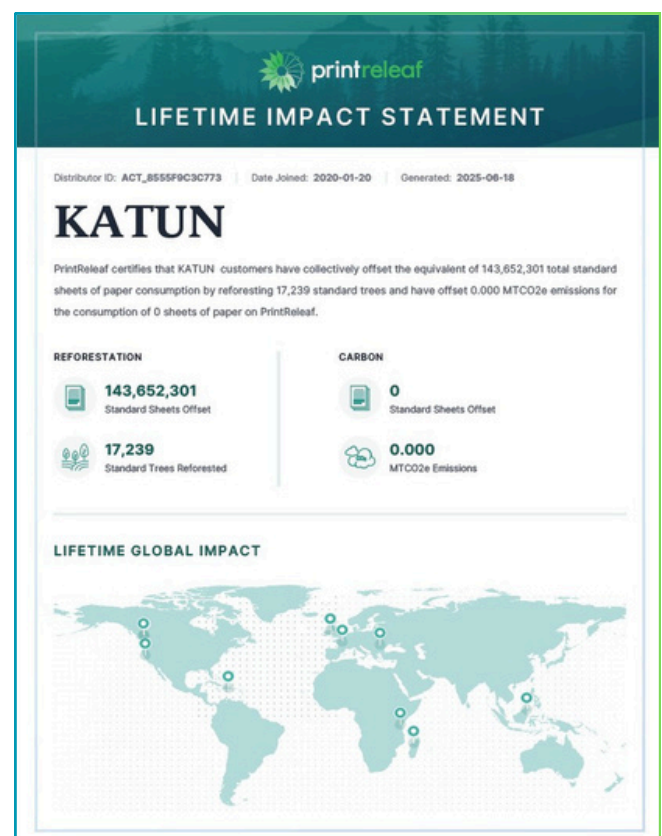 printreleaf
LIFETIME IMPACT STATEMENT
Distributor ID: ACT_8555F9C3C773 Date Joined: 2020-01-20 Generated: 2025-06-18
KATUN
PrintReleaf certifies that KATUN customers have collectively offset the equivalent of 143,652,301 total standard
sheets of paper consumption by reforesting 17,239 standard trees and have offset 0.000 MTCO2e emissions for
the consumption of 0 sheets of paper on PrintReleaf.
REFORESTATION
143,652,301
Standard Sheets Offset
17,239
Standard Trees Reforested
CARBON
0
Standard Sheets Offset
0.000
MTCO2e Emissions
LIFETIME GLOBAL IMPACT